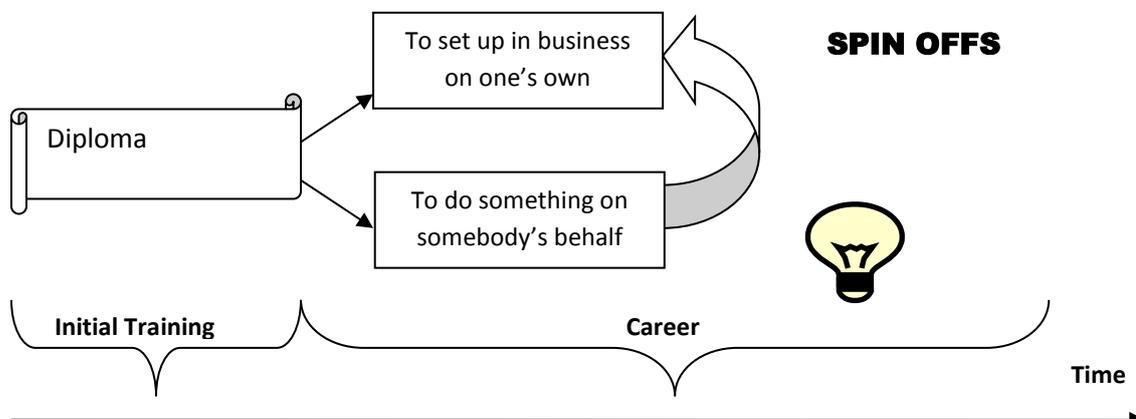 To set up in business
on one’s own
SPIN OFFS
Diploma
To do something on
somebody’s behalf
Initial Training
Career
Time